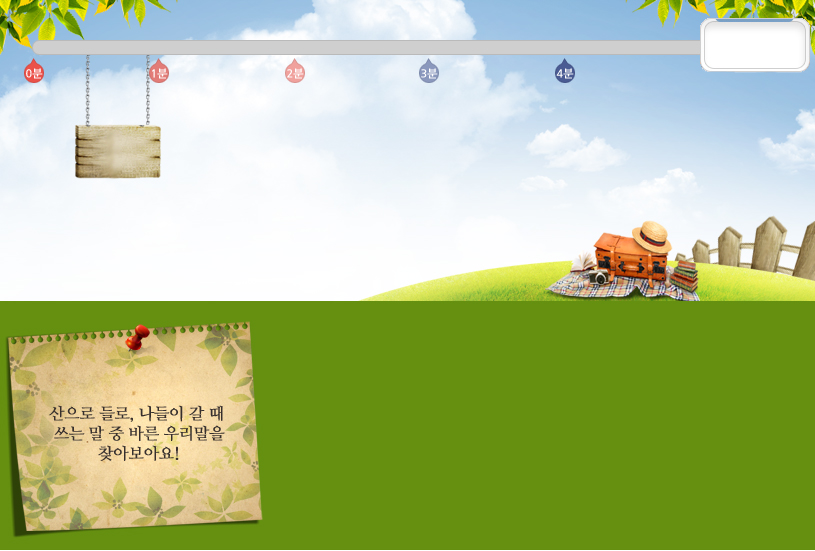 0분 1분 2분 3분 4분
산으로 들로, 나들이 갈 때
쓰는 말 중 바른 우리말을
찾아보아요!